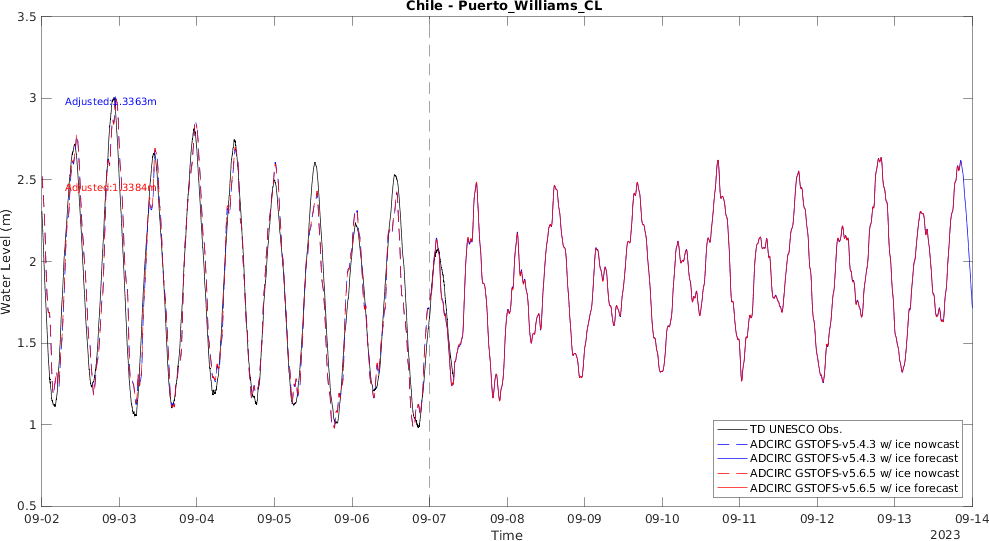 Chile - Puerto_Williams_CL
3.5
3
2.5
2
1.5
1
0.5
Water Level (m)
Adjusted:1.3363m
Adjusted:1.3384m
TD UNESCO Obs.
ADCIRC GSTOFS-v5.4.3 w/ ice nowcast
ADCIRC GSTOFS-v5.4.3 w/ ice forecast
ADCIRC GSTOFS-v5.6.5 w/ ice nowcast
ADCIRC GSTOFS-v5.6.5 w/ ice forecast
09-02 09-03 09-04 09-05 09-06 09-07 09-08 09-09 09-10 09-11 09-12 09-13 09-14
Time
2023